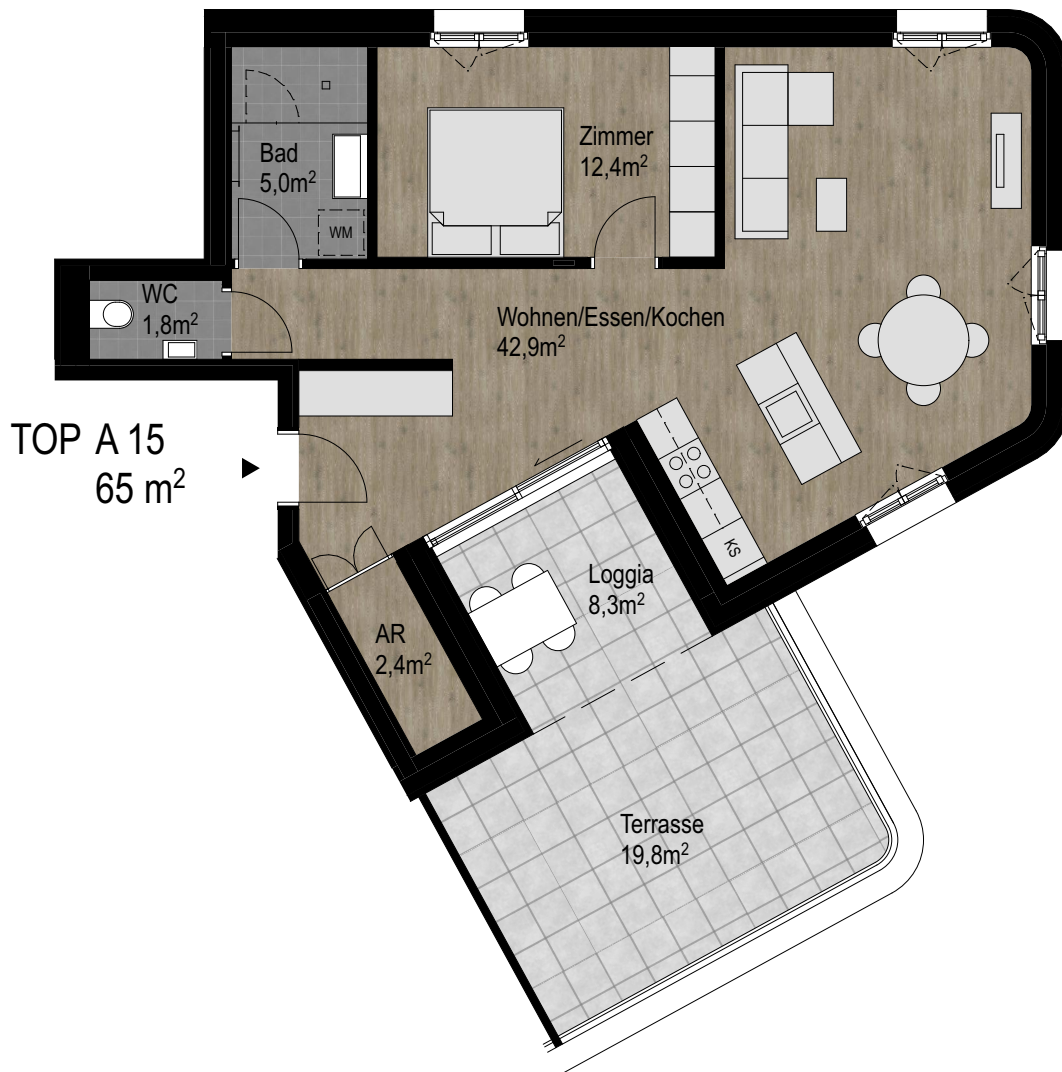 Bad
5,0m²
WM
Zimmer
12,4m²
WC
1,8m²
Wohnen/Essen/Kochen
42,9m²
TOP A 15
65 m²
KS
Loggia
8,3m²
AR
2,4m²
Terrasse
19,8m²